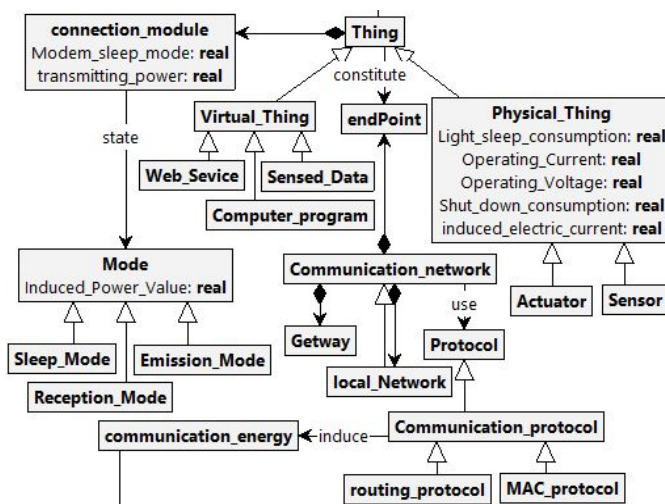 connection_module
Modem_sleep_mode: real
transmitting_power: real
Thing
constitute
state
Virtual_Thing
endPoint
Physical_Thing
Light_sleep_consumption: real
Operating_Current: real
Operating_Voltage: real
Shut_down_consumption: real
induced_electric_current: real
Web_Sevice
Sensed_Data
Computer_program
Mode
Induced_Power_Value: real
Communication_network
use
Actuator
Sensor
Getway
Protocol
Sleep_Mode
Emission_Mode
Reception_Mode
local_Network
communication_energy
induce
Communication_protocol
routing_protocol
MAC_protocol